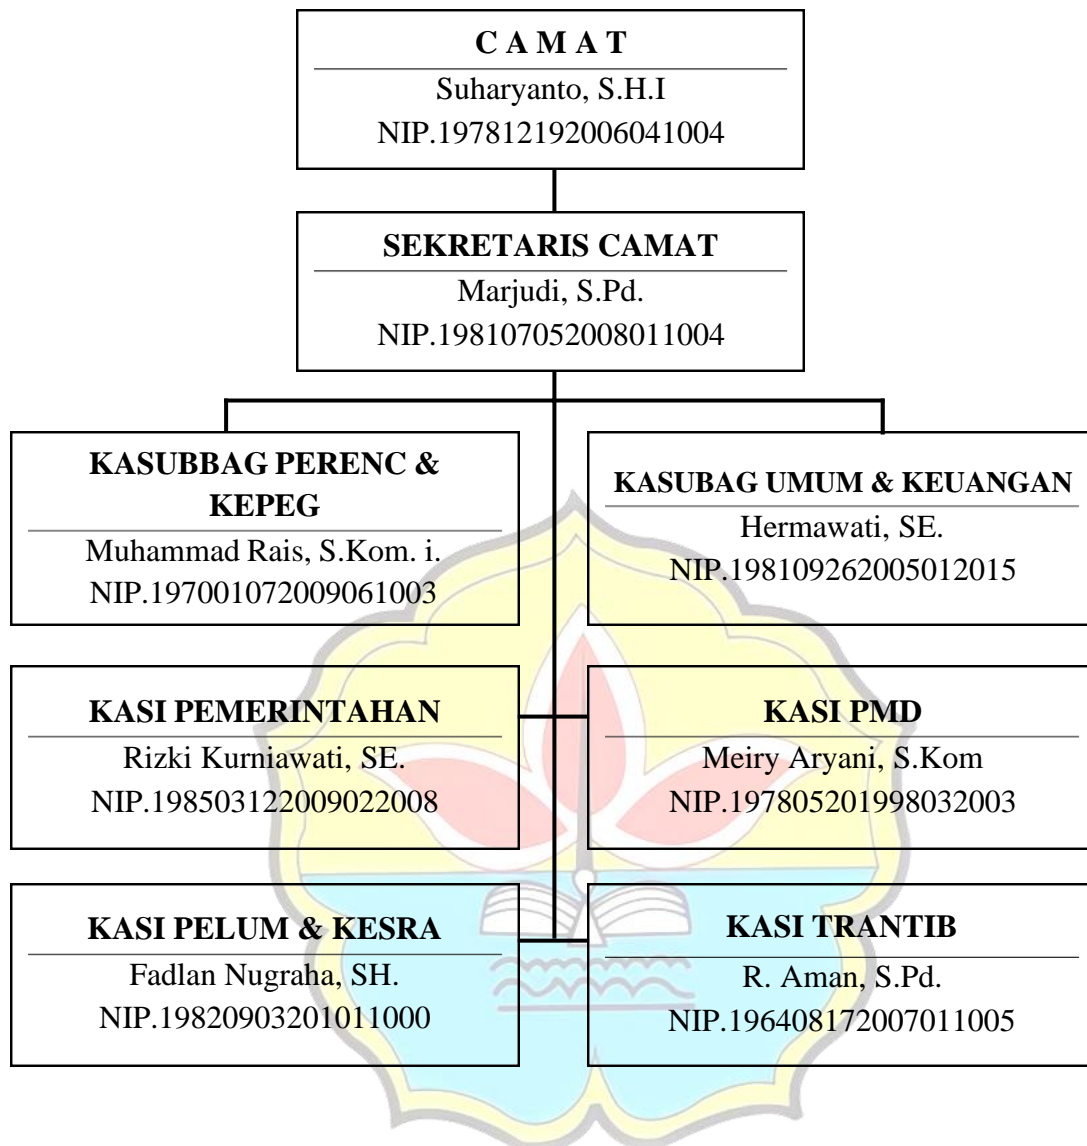 C A M A T
Suharyanto, S.H.I
NIP.197812192006041004
SEKRETARIS CAMAT
Marjudi, S.Pd.
NIP.198107052008011004
KASUBBAG PERENC &
KEPEG
Muhammad Rais, S.Kom. i.
NIP.197001072009061003
KASUBAG UMUM & KEUANGAN
Hermawati, SE.
NIP.198109262005012015
KASI PEMERINTAHAN
Rizki Kurniawati, SE.
NIP.198503122009022008
KASI PMD
Meiry Aryani, S.Kom
NIP.197805201998032003
KASI PELUM & KESRA
Fadlan Nugraha, SH.
NIP.19820903201011000
KASI TRANTIB
R. Aman, S.Pd.
NIP.196408172007011005